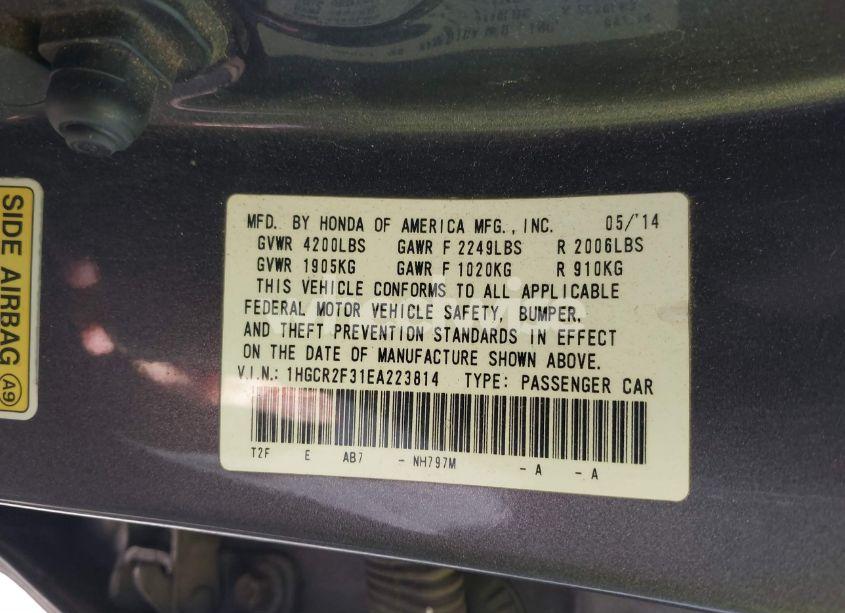 SIDE AIRBAG A9
MFD. BY HONDA OF AMERICA MFG., INC. 05/'14
GVWR 4200LBS GAWR F 2249LBS R 2006LBS
GVWR 1905KG GAWR F 1020KG R 910KG
THIS VEHICLE CONFORMS TO ALL APPLICABLE
FEDERAL MOTOR VEHICLE SAFETY, BUMPER,
AND THEFT PREVENTION STANDARDS IN EFFECT
ON THE DATE OF MANUFACTURE SHOWN ABOVE.
V.I.N.: 1HGCR2F31EA223814 TYPE: PASSENGER CAR
T2F E AB7 - NH797M - A - A